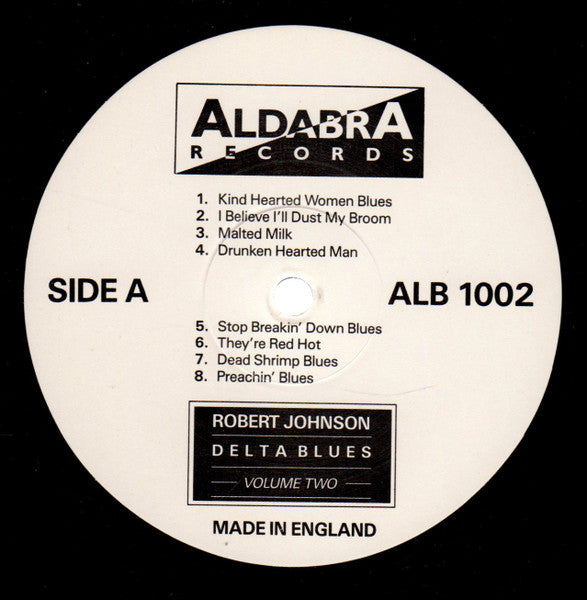 ALDABRA
RECORDS
1. Kind Hearted Women Blues
2. I Believe I'll Dust My Broom
3. Malted Milk
4. Drunken Hearted Man
SIDE A
ALB 1002
5. Stop Breakin' Down Blues
6. They're Red Hot
7. Dead Shrimp Blues
8. Preachin' Blues
ROBERT JOHNSON
DELTA BLUES
VOLUME TWO
MADE IN ENGLAND